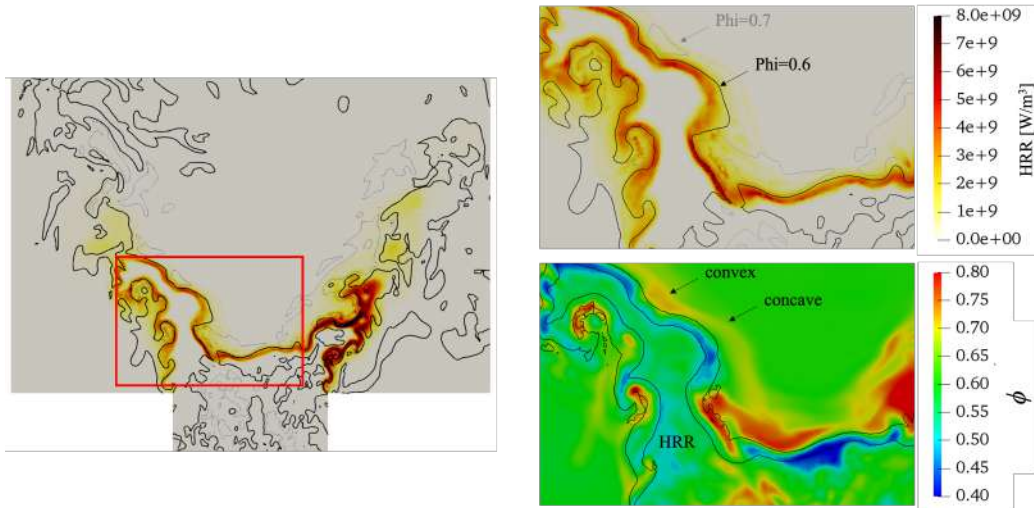 Phi=0.7
Phi=0.6
8.0e+09
7e+9
6e+9
5e+9
4e+9
3e+9
2e+9
1e+9
0.0e+00
HRR [W/m³]
convex
concave
HRR
0.80
0.75
0.70
0.65
0.60
0.55
0.50
0.45
0.40
ϕ